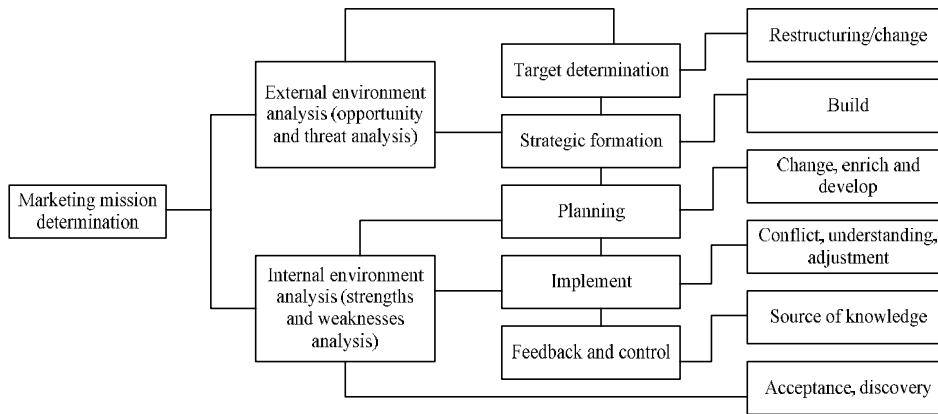 Marketing mission
determination
External environment
analysis (opportunity
and threat analysis)
Internal environment
analysis (strengths
and weaknesses
analysis)
Target determination
Strategic formation
Planning
Implement
Feedback and control
Restructuring/change
Build
Change, enrich and
develop
Conflict, understanding,
adjustment
Source of knowledge
Acceptance, discovery